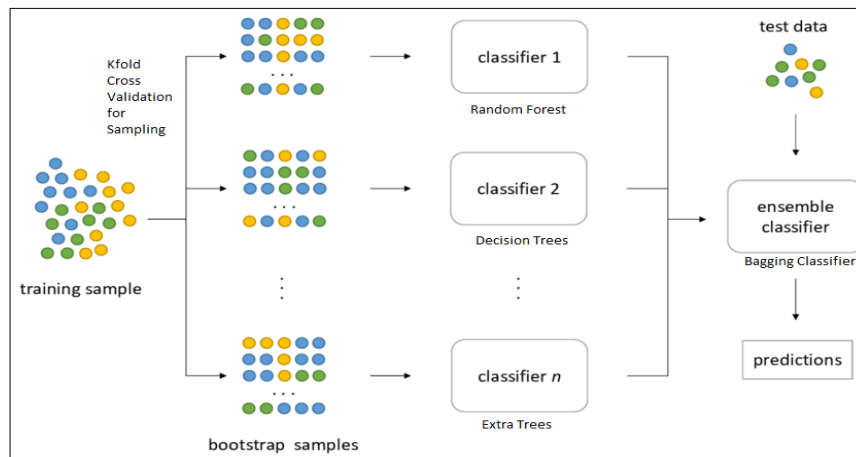 Kfold
Cross
Validation
for
Sampling
training sample
...
...
...
bootstrap samples
classifier 1
Random Forest
classifier 2
Decision Trees
classifier n
Extra Trees
test data
ensemble
classifier
Bagging Classifier
predictions